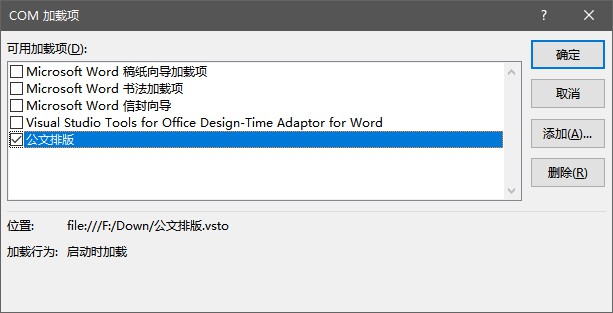 COM 加载项
可用加载项(D):
Microsoft Word 稿纸向导加载项
Microsoft Word 书法加载项
Microsoft Word 信封向导
Visual Studio Tools for Office Design-Time Adaptor for Word
公文排版
确定
取消
添加(A)...
删除(R)
位置: file:///F:/Down/公文排版.vsto
加载行为: 启动时加载